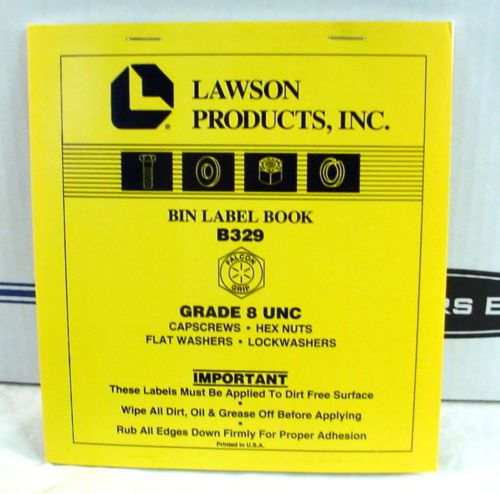 LAWSON
PRODUCTS, INC.
®
BIN LABEL BOOK
B329
FALCON
GRIP
GRADE 8 UNC
CAPSCREWS • HEX NUTS
FLAT WASHERS • LOCKWASHERS
IMPORTANT
These Labels Must Be Applied To Dirt Free Surface
•
Wipe All Dirt, Oil & Grease Off Before Applying
•
Rub All Edges Down Firmly For Proper Adhesion
Printed in U.S.A.
RS E